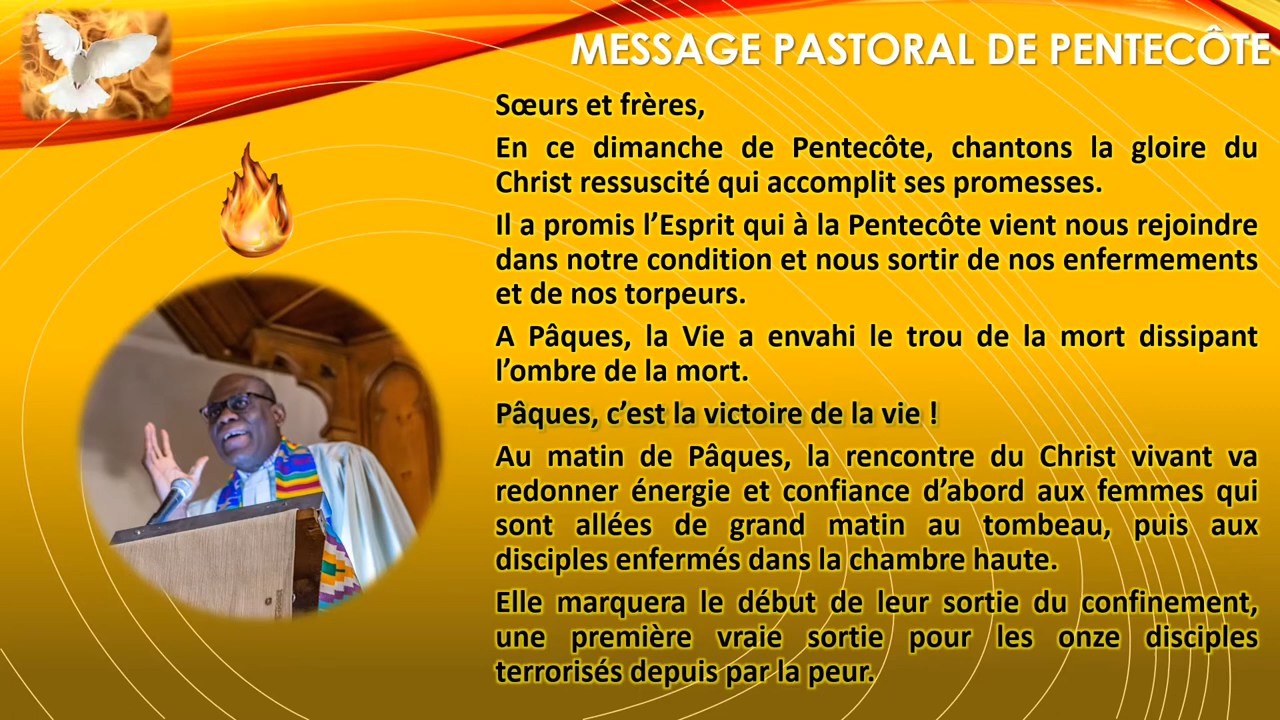 MESSAGE PASTORAL DE PENTECÔTE
Sœurs et frères,
En ce dimanche de Pentecôte, chantons la gloire du
Christ ressuscité qui accomplit ses promesses.
Il a promis l’Esprit qui à la Pentecôte vient nous rejoindre
dans notre condition et nous sortir de nos enfermements
et de nos torpeurs.
A Pâques, la Vie a envahi le trou de la mort dissipant
l’ombre de la mort.
Pâques, c’est la victoire de la vie !
Au matin de Pâques, la rencontre du Christ vivant va
redonner énergie et confiance d’abord aux femmes qui
sont allées de grand matin au tombeau, puis aux
disciples enfermés dans la chambre haute.
Elle marquera le début de leur sortie du confinement,
une première vraie sortie pour les onze disciples
terrorisés depuis par la peur.